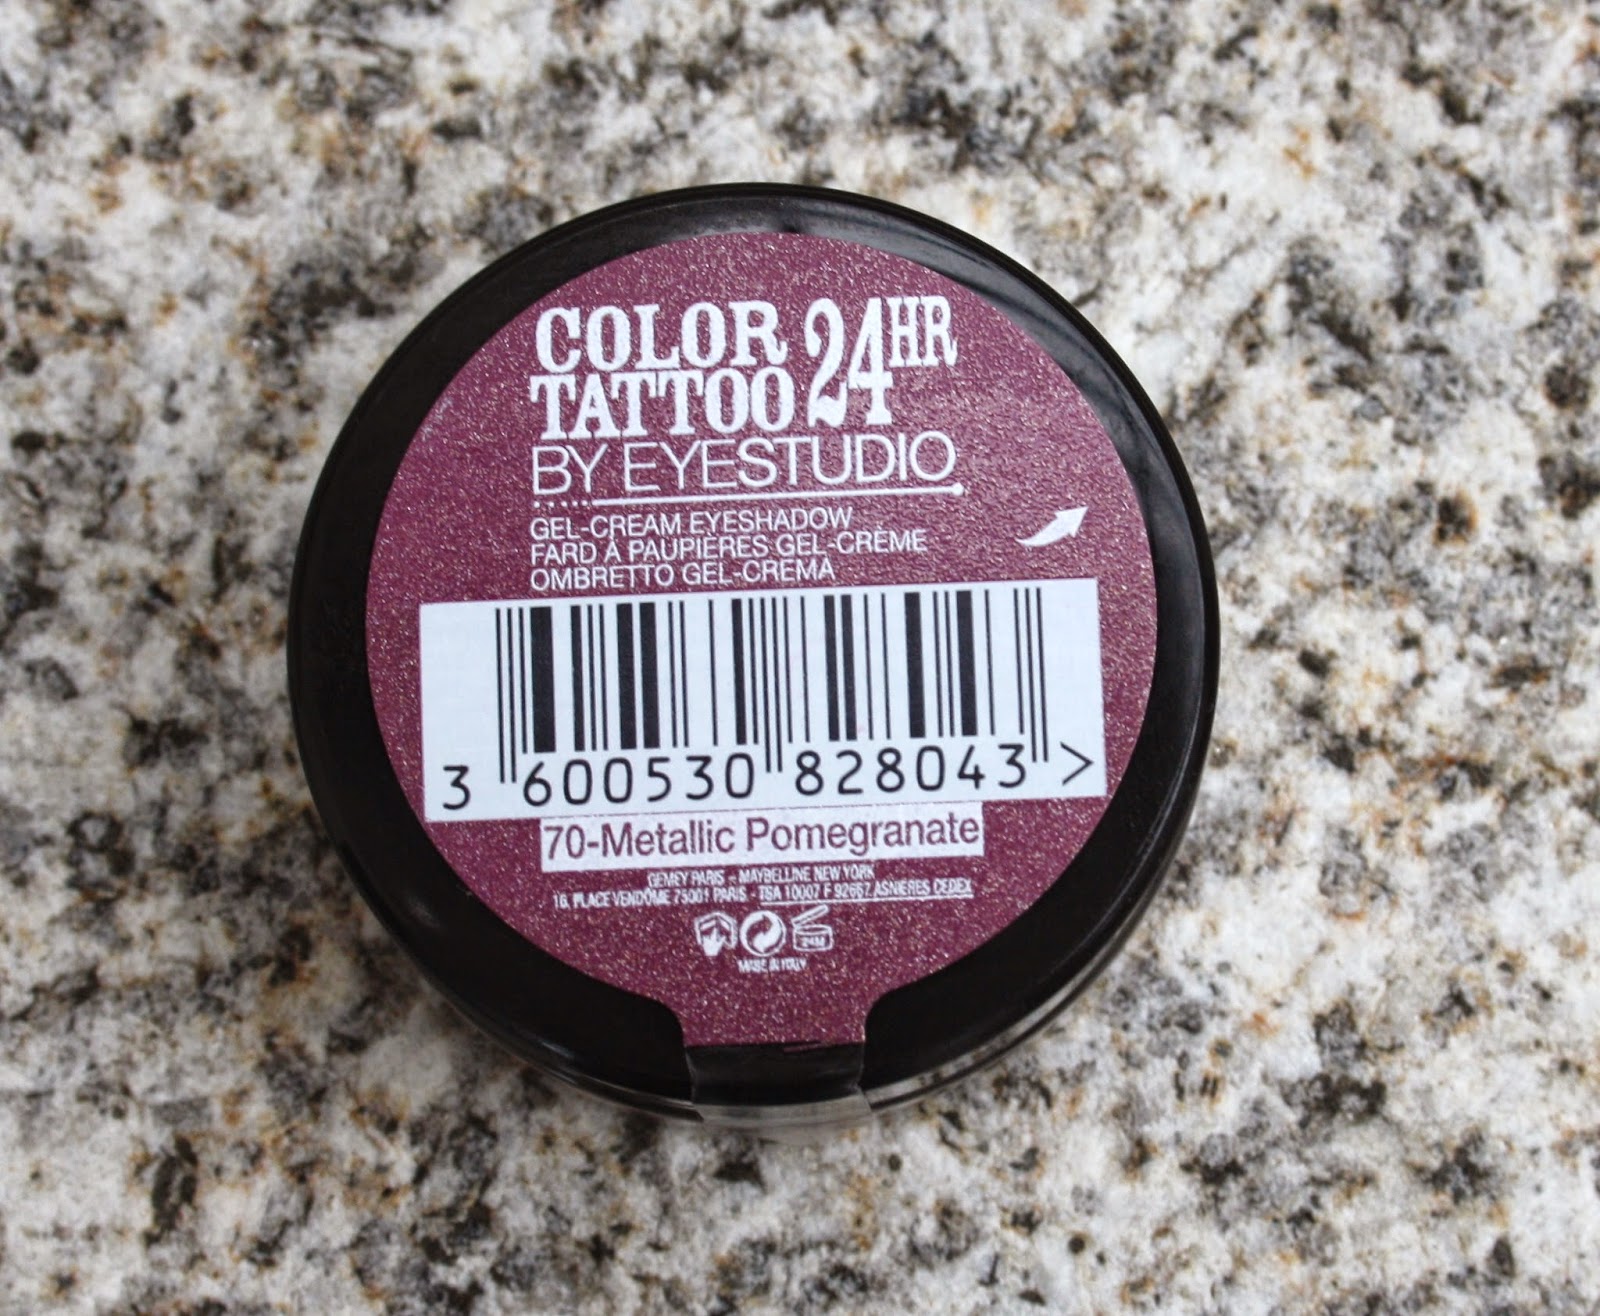 COLOR 24HR
TATTOO
BY EYESTUDIO
GEL-CREAM EYESHADOW
FARD À PAUPIÈRES GEL-CRÈME
OMBRETTO GEL-CREMA
3 600530 828043 >
70-Metallic Pomegranate
GEMEY PARIS - MAYBELLINE NEW YORK
16, PLACE VENDÔME 75001 PARIS - TSA 10007 F 92667 ASNIERES CEDEX
24M
MADE IN ITALY